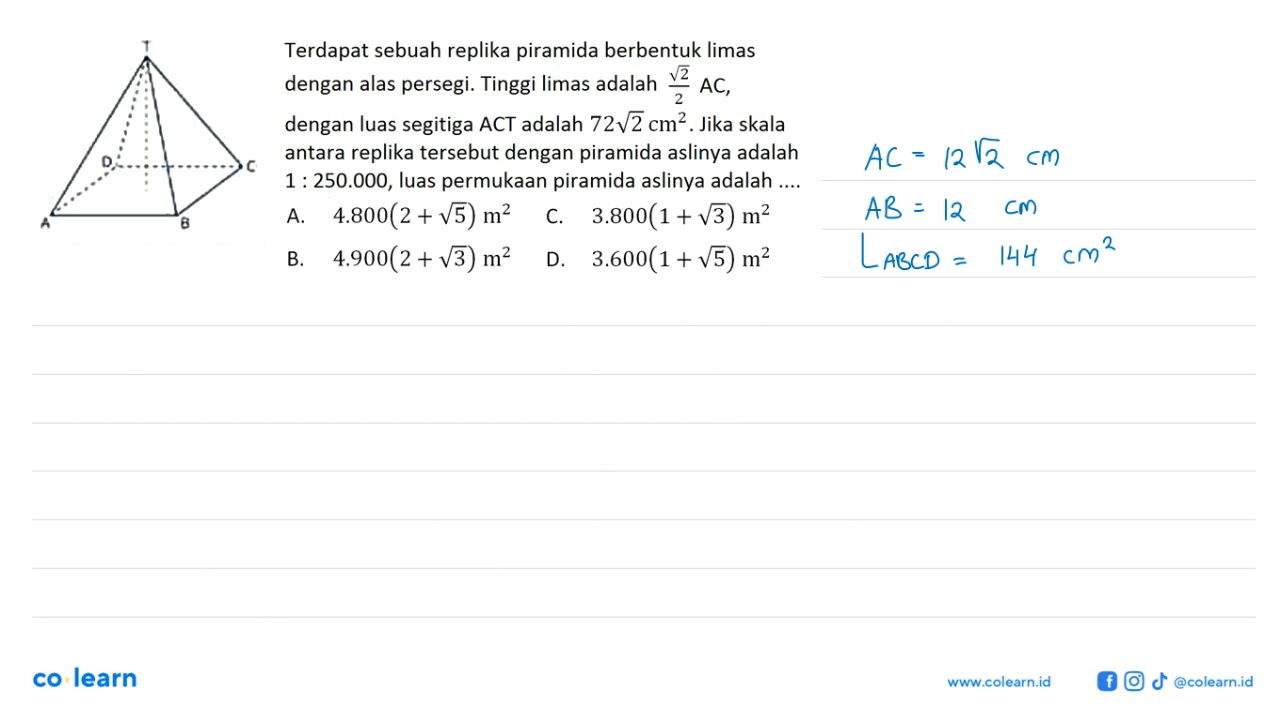 T
D
C
A
B
Terdapat sebuah replika piramida berbentuk limas
dengan alas persegi. Tinggi limas adalah √2/2 AC,
dengan luas segitiga ACT adalah 72√2 cm². Jika skala
antara replika tersebut dengan piramida aslinya adalah
1 : 250.000, luas permukaan piramida aslinya adalah ....
A. 4.800(2 + √5) m² C. 3.800(1 + √3) m²
B. 4.900(2 + √3) m² D. 3.600(1 + √5) m²
AC = 12√2 cm
AB = 12 cm
L ABCD = 144 cm²
co·learn
www.colearn.id
@colearn.id